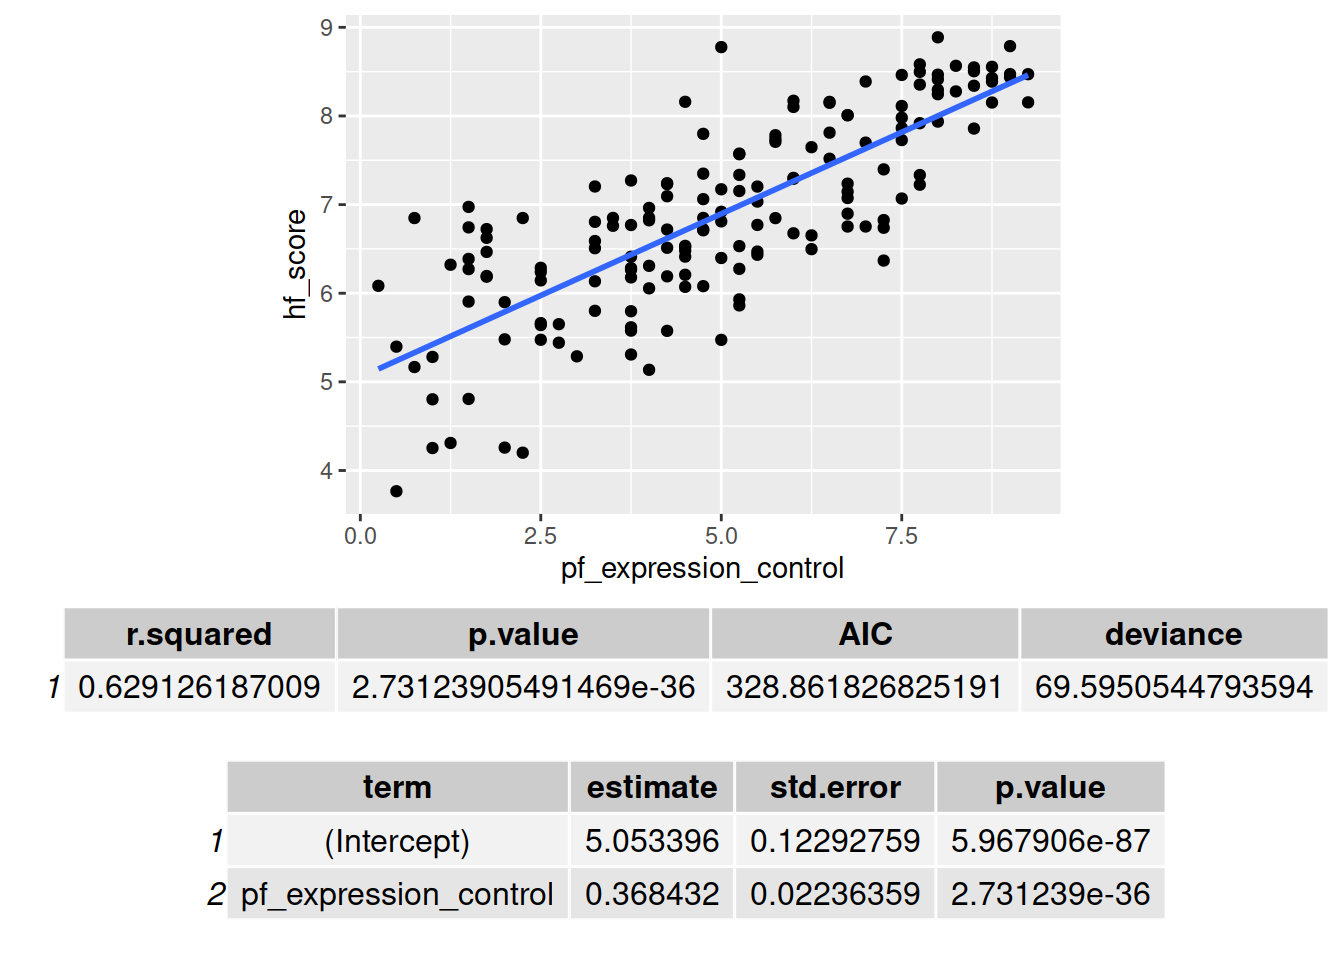 9
8
7
6
5
4
hf_score
0.0 2.5 5.0 7.5
pf_expression_control
r.squared p.value AIC deviance
1 0.629126187009 2.73123905491469e-36 328.861826825191 69.5950544793594
term estimate std.error p.value
1 (Intercept) 5.053396 0.12292759 5.967906e-87
2 pf_expression_control 0.368432 0.02236359 2.731239e-36